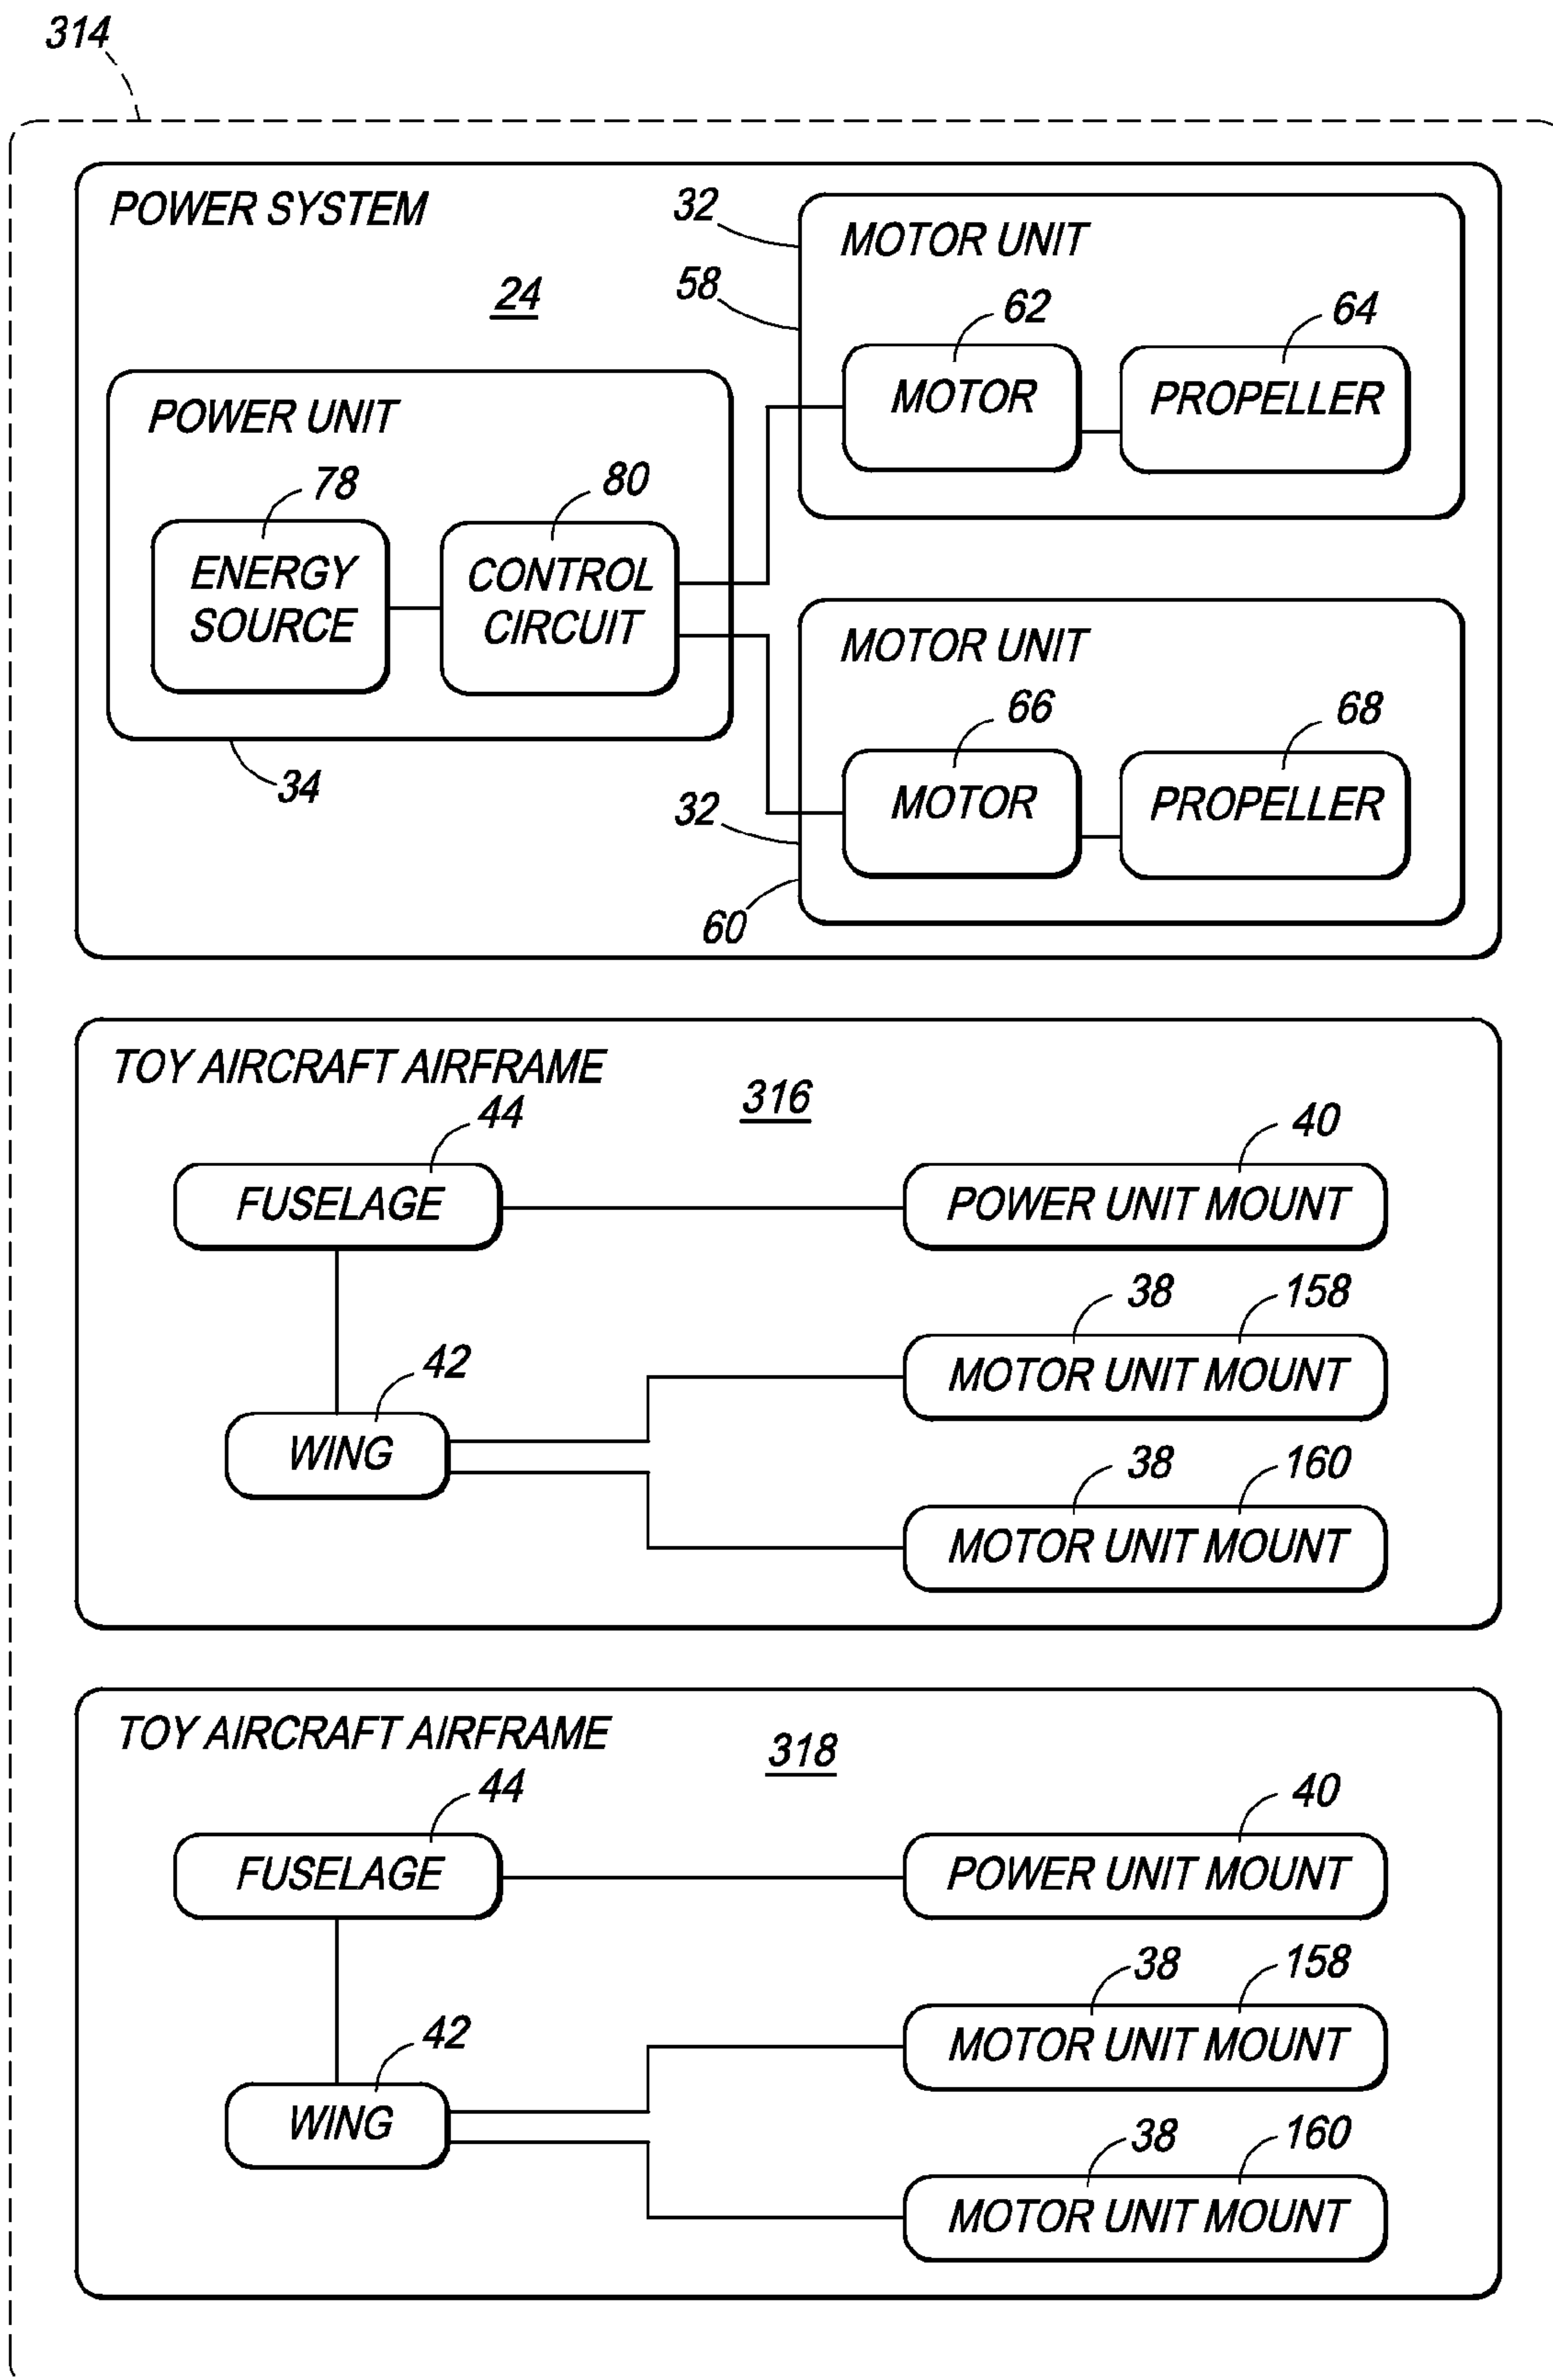 314
POWER SYSTEM
24
32
58
MOTOR UNIT
62
64
MOTOR
PROPELLER
POWER UNIT
78
80
ENERGY
SOURCE
CONTROL
CIRCUIT
34
MOTOR UNIT
66
68
MOTOR
PROPELLER
32
60
TOY AIRCRAFT AIRFRAME
316
44
40
FUSELAGE
POWER UNIT MOUNT
38
158
MOTOR UNIT MOUNT
42
WING
38
160
MOTOR UNIT MOUNT
TOY AIRCRAFT AIRFRAME
318
44
40
FUSELAGE
POWER UNIT MOUNT
38
158
MOTOR UNIT MOUNT
42
WING
38
160
MOTOR UNIT MOUNT